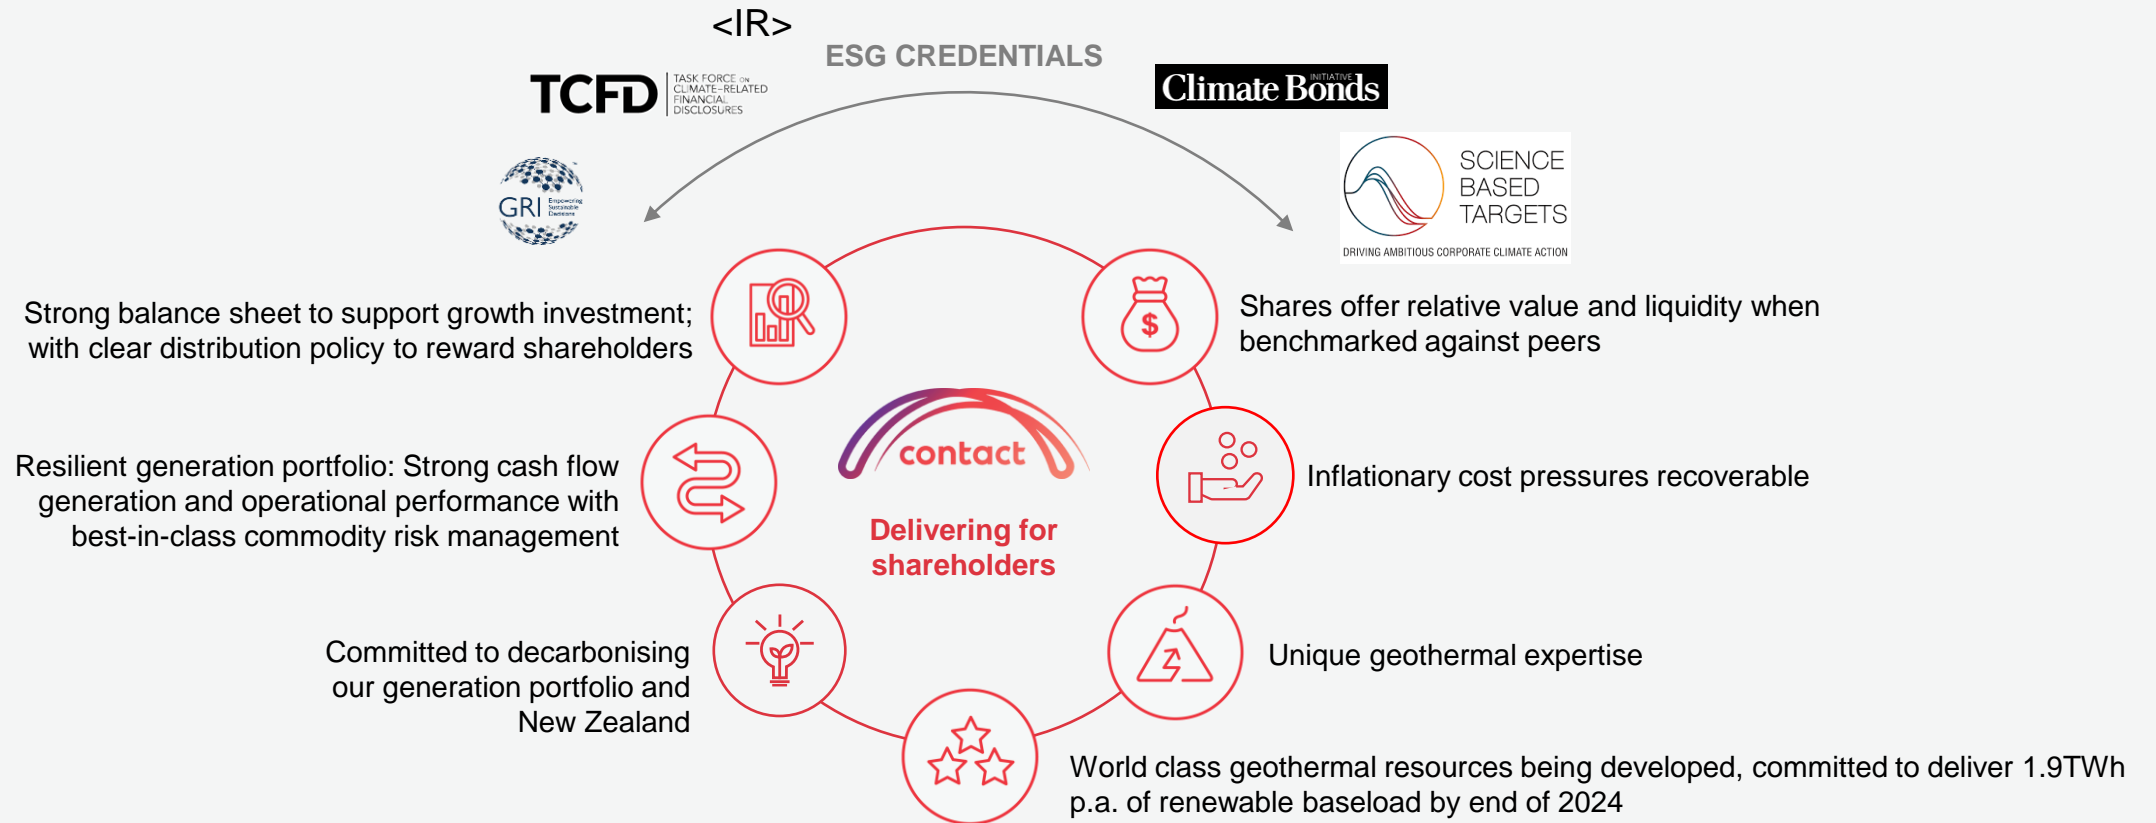 <IR>
ESG CREDENTIALS
TCFD
TASK FORCE ON
CLIMATE-RELATED
FINANCIAL
DISCLOSURES
Climate Bonds
INITIATIVE
GRI
Empowering
Sustainable
Decisions
SCIENCE
BASED
TARGETS
DRIVING AMBITIOUS CORPORATE CLIMATE ACTION
Strong balance sheet to support growth investment;
with clear distribution policy to reward shareholders
$
Shares offer relative value and liquidity when
benchmarked against peers
Resilient generation portfolio: Strong cash flow
generation and operational performance with
best-in-class commodity risk management
contact
Delivering for
shareholders
Inflationary cost pressures recoverable
Committed to decarbonising
our generation portfolio and
New Zealand
Unique geothermal expertise
World class geothermal resources being developed, committed to deliver 1.9TWh
p.a. of renewable baseload by end of 2024